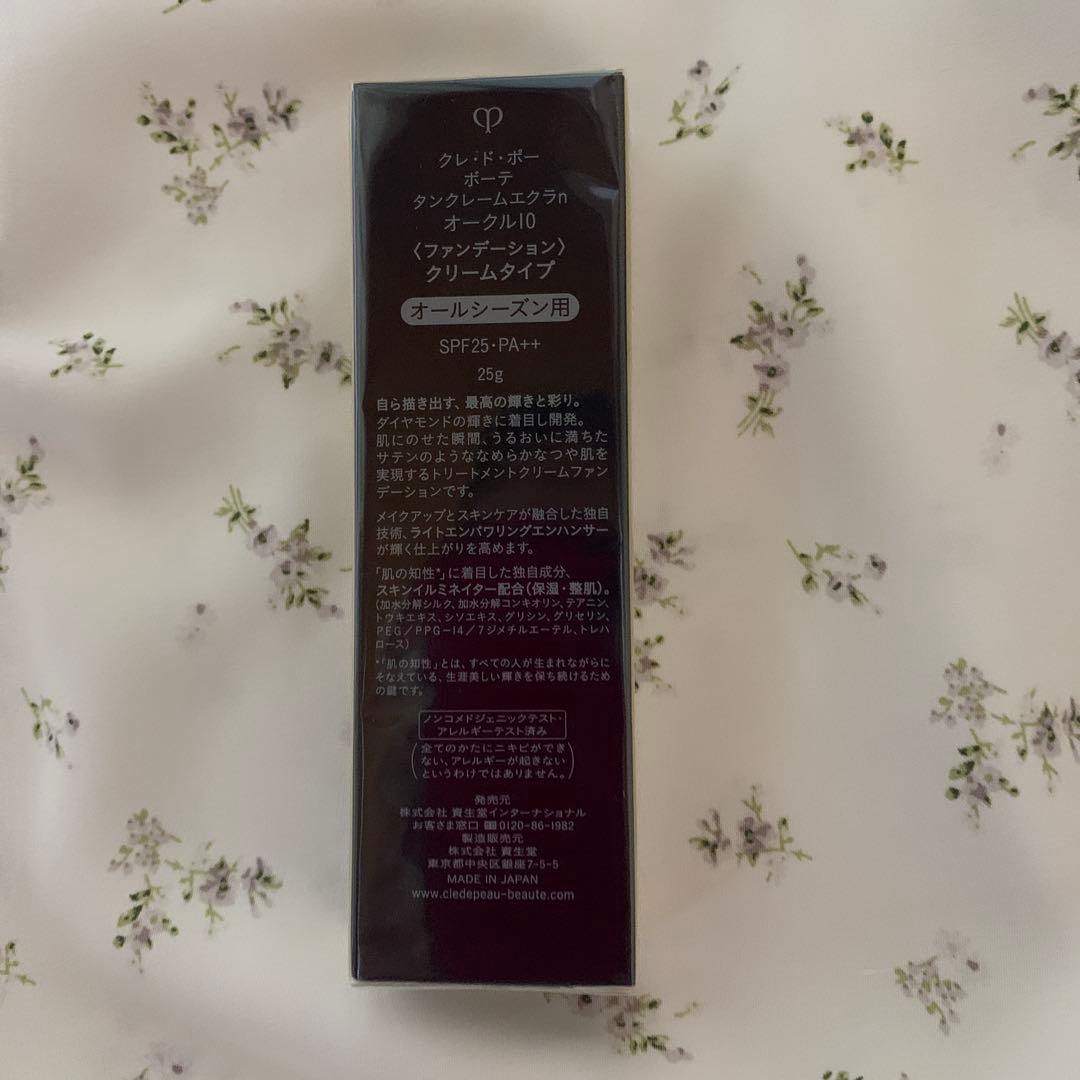 クレ・ド・ポー
ボーテ
タンクレームエクラn
オークル10
〈ファンデーション〉
クリームタイプ
オールシーズン用
SPF25・PA++
25g
自ら描き出す、最高の輝きと彩り。
ダイヤモンドの輝きに着目し開発。
肌にのせた瞬間、うるおいに満ちた
サテンのようななめらかなつや肌を
実現するトリートメントクリームファン
デーションです。
メイクアップとスキンケアが融合した独自
技術、ライトエンパワリングエンハンサー
が輝く仕上がりを高めます。
「肌の知性*」に着目した独自成分、
スキンイルミネイター配合(保湿・整肌)。
(加水分解シルク、加水分解コンキオリン、テアニン、
トウキエキス、シソエキス、グリシン、グリセリン、
PEG/PPG-14/7ジメチルエーテル、トレハ
ロース)
*「肌の知性」とは、すべての人が生まれながらに
そなえている、生涯美しい輝きを保ち続けるため
の鍵です。
ノンコメドジェニックテスト・
アレルギーテスト済み
(全てのかたにニキビができ
ない、アレルギーが起きない
というわけではありません。)
発売元
株式会社 資生堂インターナショナル
お客さま窓口 0120-86-1982
製造販売元
株式会社 資生堂
東京都中央区銀座7-5-5
MADE IN JAPAN
www.cledepeau-beaute.com